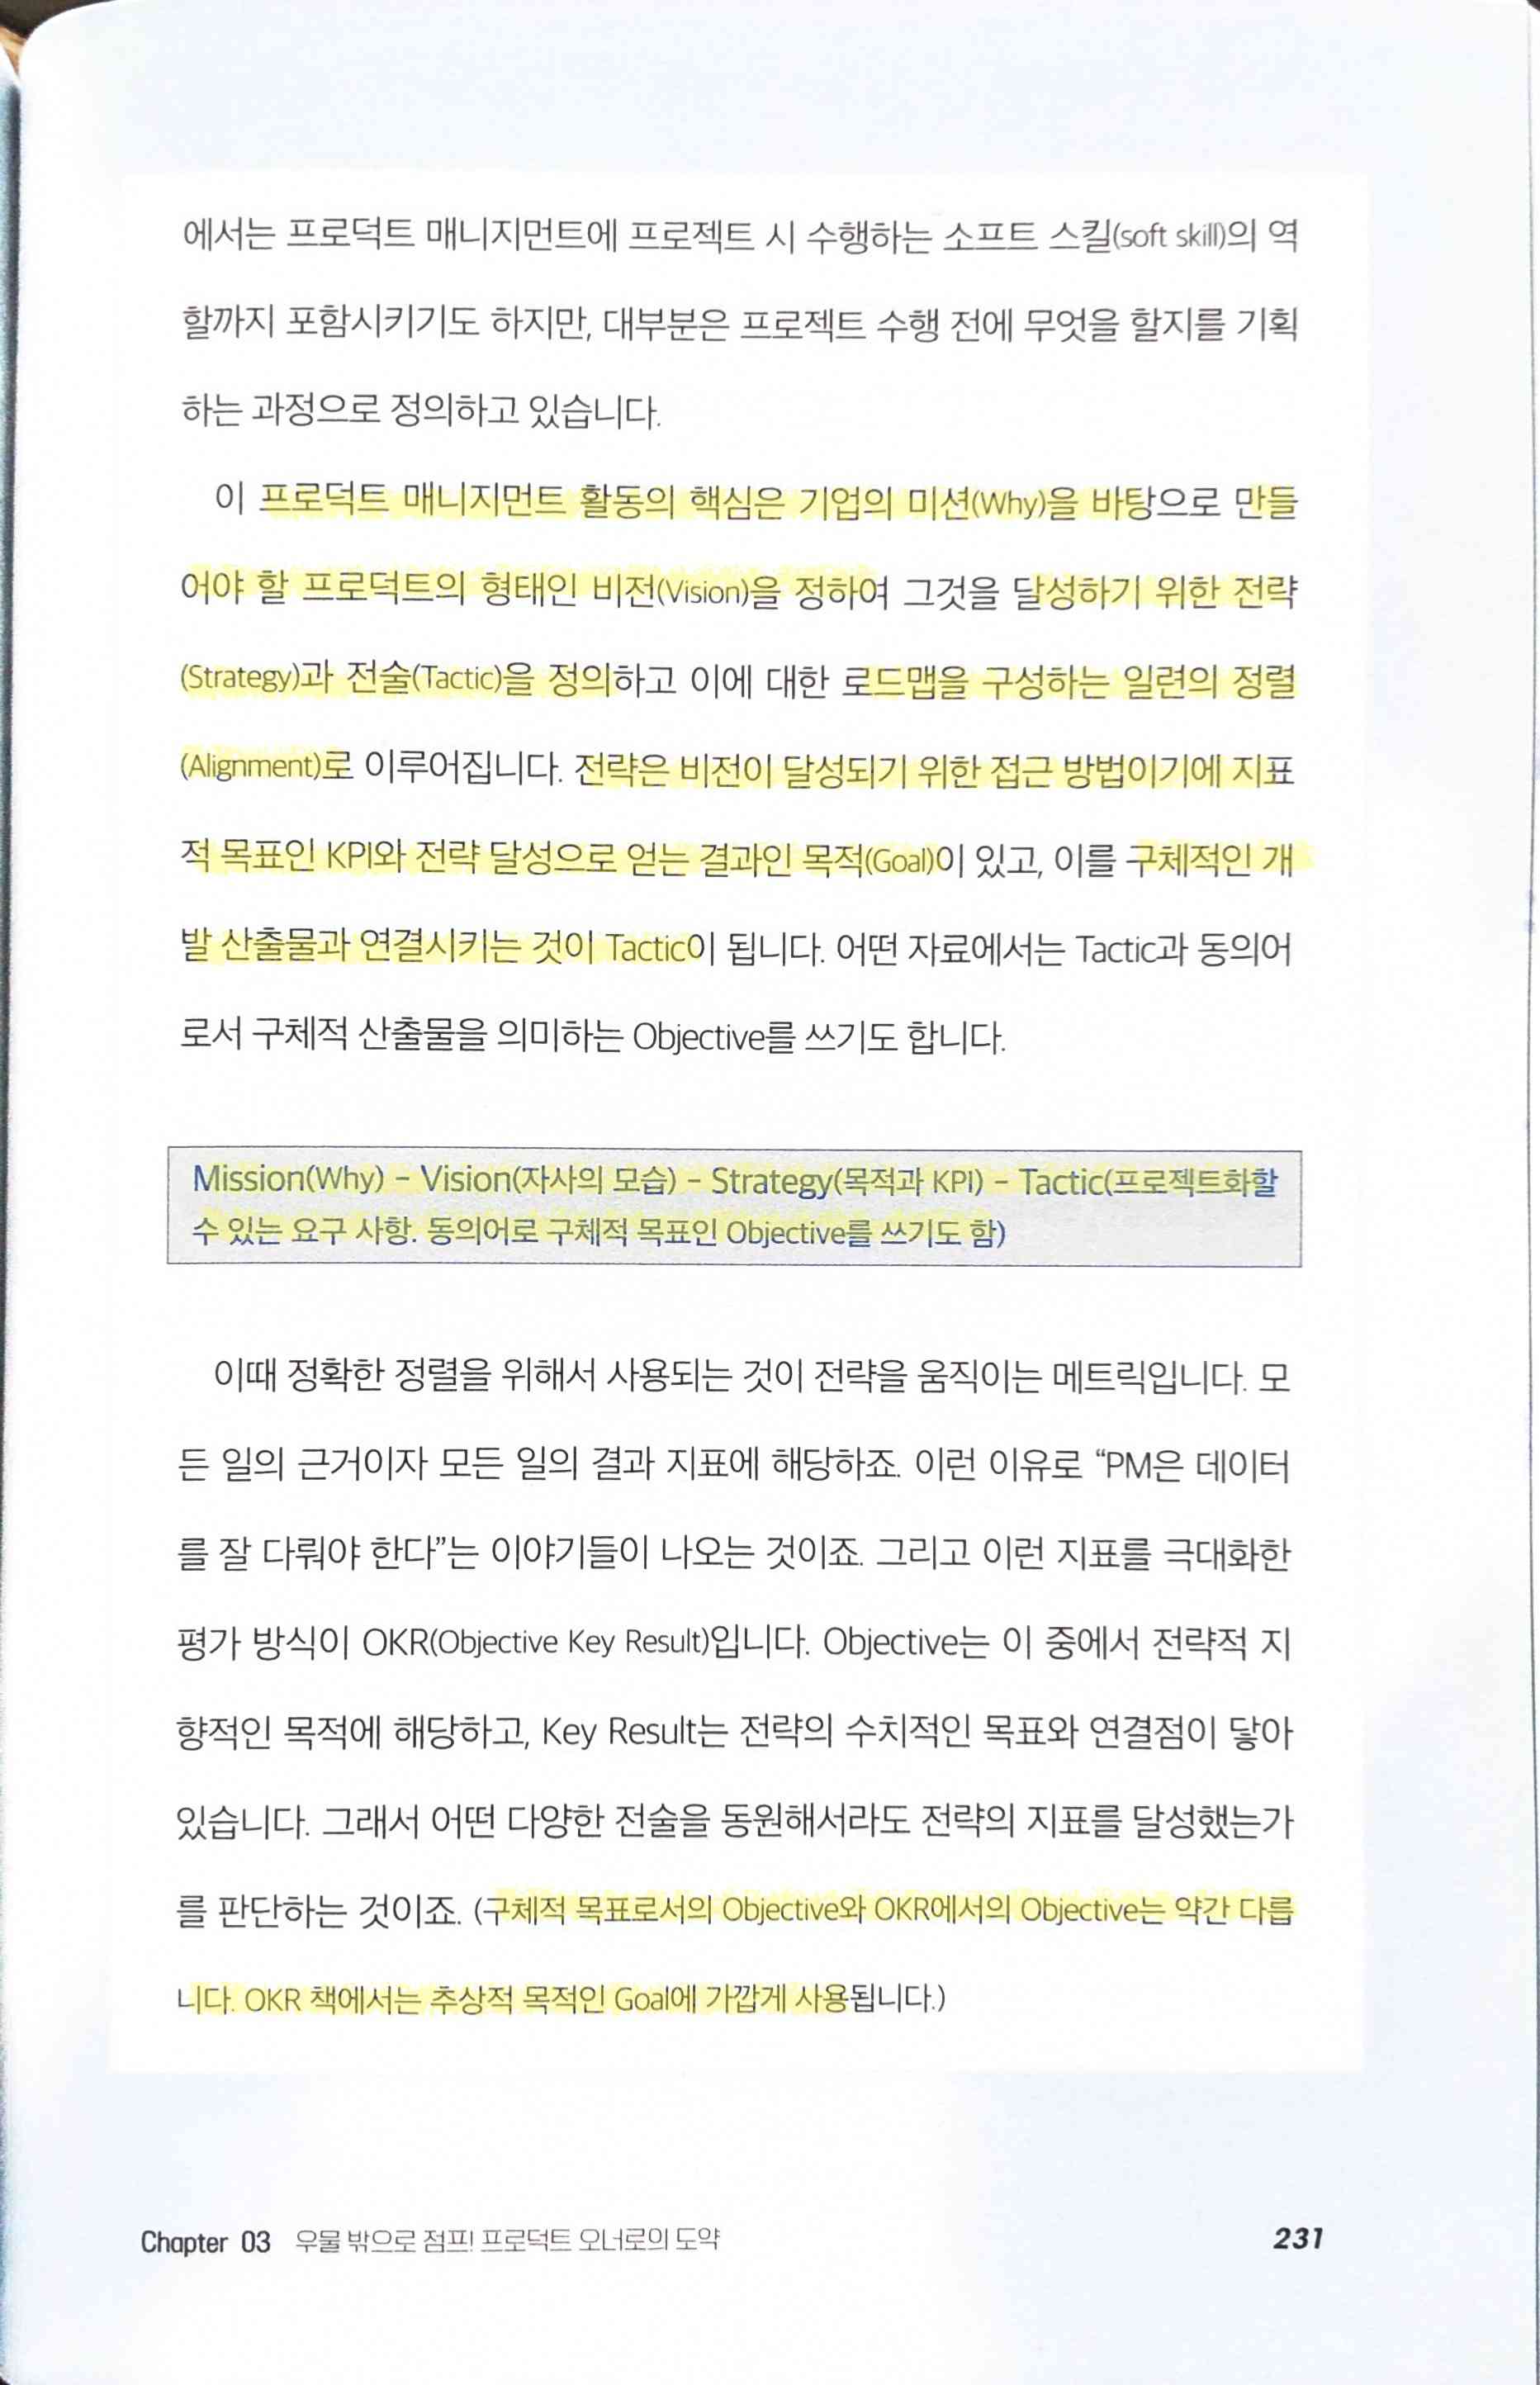 에서는 프로덕트 매니지먼트에 프로젝트 시 수행하는 소프트 스킬(soft skill)의 역
할까지 포함시키기도 하지만, 대부분은 프로젝트 수행 전에 무엇을 할지를 기획
하는 과정으로 정의하고 있습니다.
이 프로덕트 매니지먼트 활동의 핵심은 기업의 미션(Why)을 바탕으로 만들
어야 할 프로덕트의 형태인 비전(Vision)을 정하여 그것을 달성하기 위한 전략
(Strategy)과 전술(Tactic)을 정의하고 이에 대한 로드맵을 구성하는 일련의 정렬
(Alignment)로 이루어집니다. 전략은 비전이 달성되기 위한 접근 방법이기에 지표
적 목표인 KPI와 전략 달성으로 얻는 결과인 목적(Goal)이 있고, 이를 구체적인 개
발 산출물과 연결시키는 것이 Tactic이 됩니다. 어떤 자료에서는 Tactic과 동의어
로서 구체적 산출물을 의미하는 Objective를 쓰기도 합니다.
Mission(Why) – Vision(자사의 모습) – Strategy(목적과 KPI) – Tactic(프로젝트화할
수 있는 요구 사항. 동의어로 구체적 목표인 Objective를 쓰기도 함)
이때 정확한 정렬을 위해서 사용되는 것이 전략을 움직이는 메트릭입니다. 모
든 일의 근거이자 모든 일의 결과 지표에 해당하죠. 이런 이유로 “PM은 데이터
를 잘 다뤄야 한다”는 이야기들이 나오는 것이죠. 그리고 이런 지표를 극대화한
평가 방식이 OKR(Objective Key Result)입니다. Objective는 이 중에서 전략적 지
향적인 목적에 해당하고, Key Result는 전략의 수치적인 목표와 연결점이 닿아
있습니다. 그래서 어떤 다양한 전술을 동원해서라도 전략의 지표를 달성했는가
를 판단하는 것이죠. (구체적 목표로서의 Objective와 OKR에서의 Objective는 약간 다릅
니다. OKR 책에서는 추상적 목적인 Goal에 가깝게 사용됩니다.)
Chapter 03 우물 밖으로 점프! 프로덕트 오너로의 도약
231